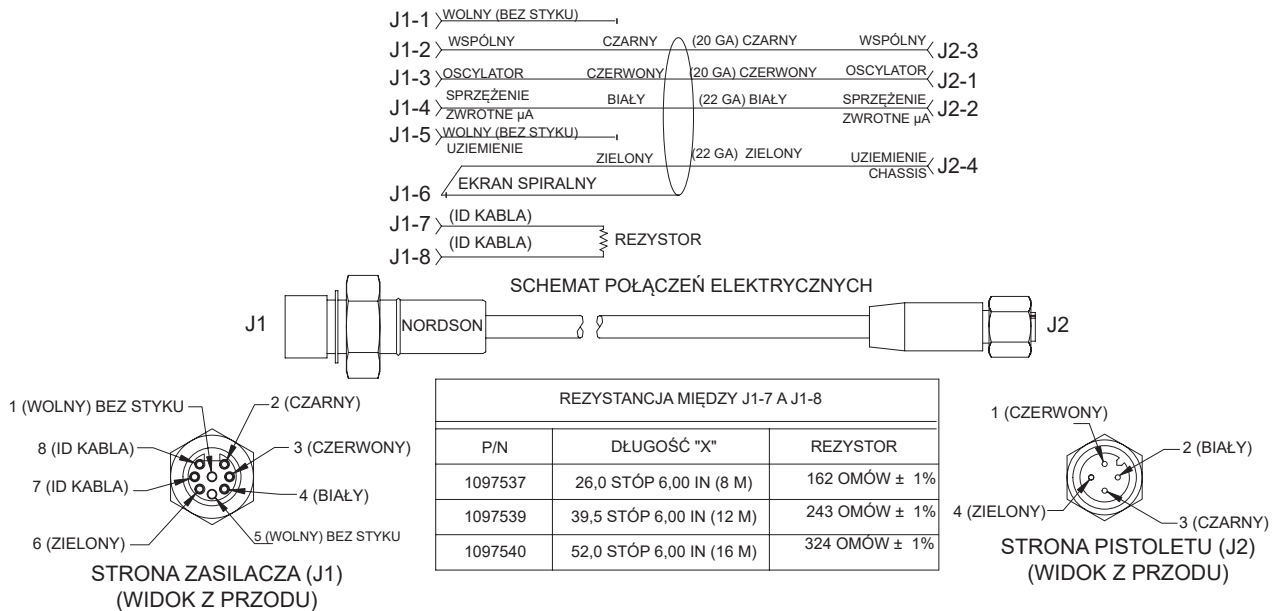 J1-1 WOLNY (BEZ STYKU)
J1-2 WSPÓLNY CZARNY (20 GA) CZARNY WSPÓLNY J2-3
J1-3 OSCYLATOR CZERWONY (20 GA) CZERWONY OSCYLATOR J2-1
J1-4 SPRZĘŻENIE BIAŁY (22 GA) BIAŁY SPRZĘŻENIE J2-2
ZWROTNE µA ZWROTNE µA
J1-5 WOLNY (BEZ STYKU)
UZIEMIENIE ZIELONY (22 GA) ZIELONY UZIEMIENIE J2-4
CHASSIS
J1-6 EKRAN SPIRALNY
J1-7 (ID KABLA)
REZYSTOR
J1-8 (ID KABLA)
SCHEMAT POŁĄCZEŃ ELEKTRYCZNYCH
J1 NORDSON J2
1 (WOLNY) BEZ STYKU
2 (CZARNY)
8 (ID KABLA)
3 (CZERWONY)
7 (ID KABLA)
4 (BIAŁY)
6 (ZIELONY)
5 (WOLNY) BEZ STYKU
STRONA ZASILACZA (J1)
(WIDOK Z PRZODU)
REZYSTANCJA MIĘDZY J1-7 A J1-8
P/N DŁUGOŚĆ "X" REZYSTOR
1097537 26,0 STÓP 6,00 IN (8 M) 162 OMÓW ± 1%
1097539 39,5 STÓP 6,00 IN (12 M) 243 OMÓW ± 1%
1097540 52,0 STÓP 6,00 IN (16 M) 324 OMÓW ± 1%
1 (CZERWONY)
2 (BIAŁY)
4 (ZIELONY)
3 (CZARNY)
STRONA PISTOLETU (J2)
(WIDOK Z PRZODU)